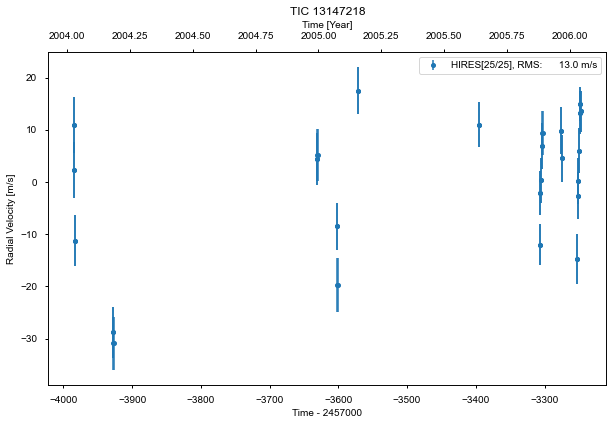 TIC 13147218
Time [Year]
2004.00 2004.25 2004.50 2004.75 2005.00 2005.25 2005.50 2005.75 2006.00
HIRES[25/25], RMS: 13.0 m/s
20
10
0
−10
−20
−30
Radial Velocity [m/s]
−4000 −3900 −3800 −3700 −3600 −3500 −3400 −3300
Time - 2457000